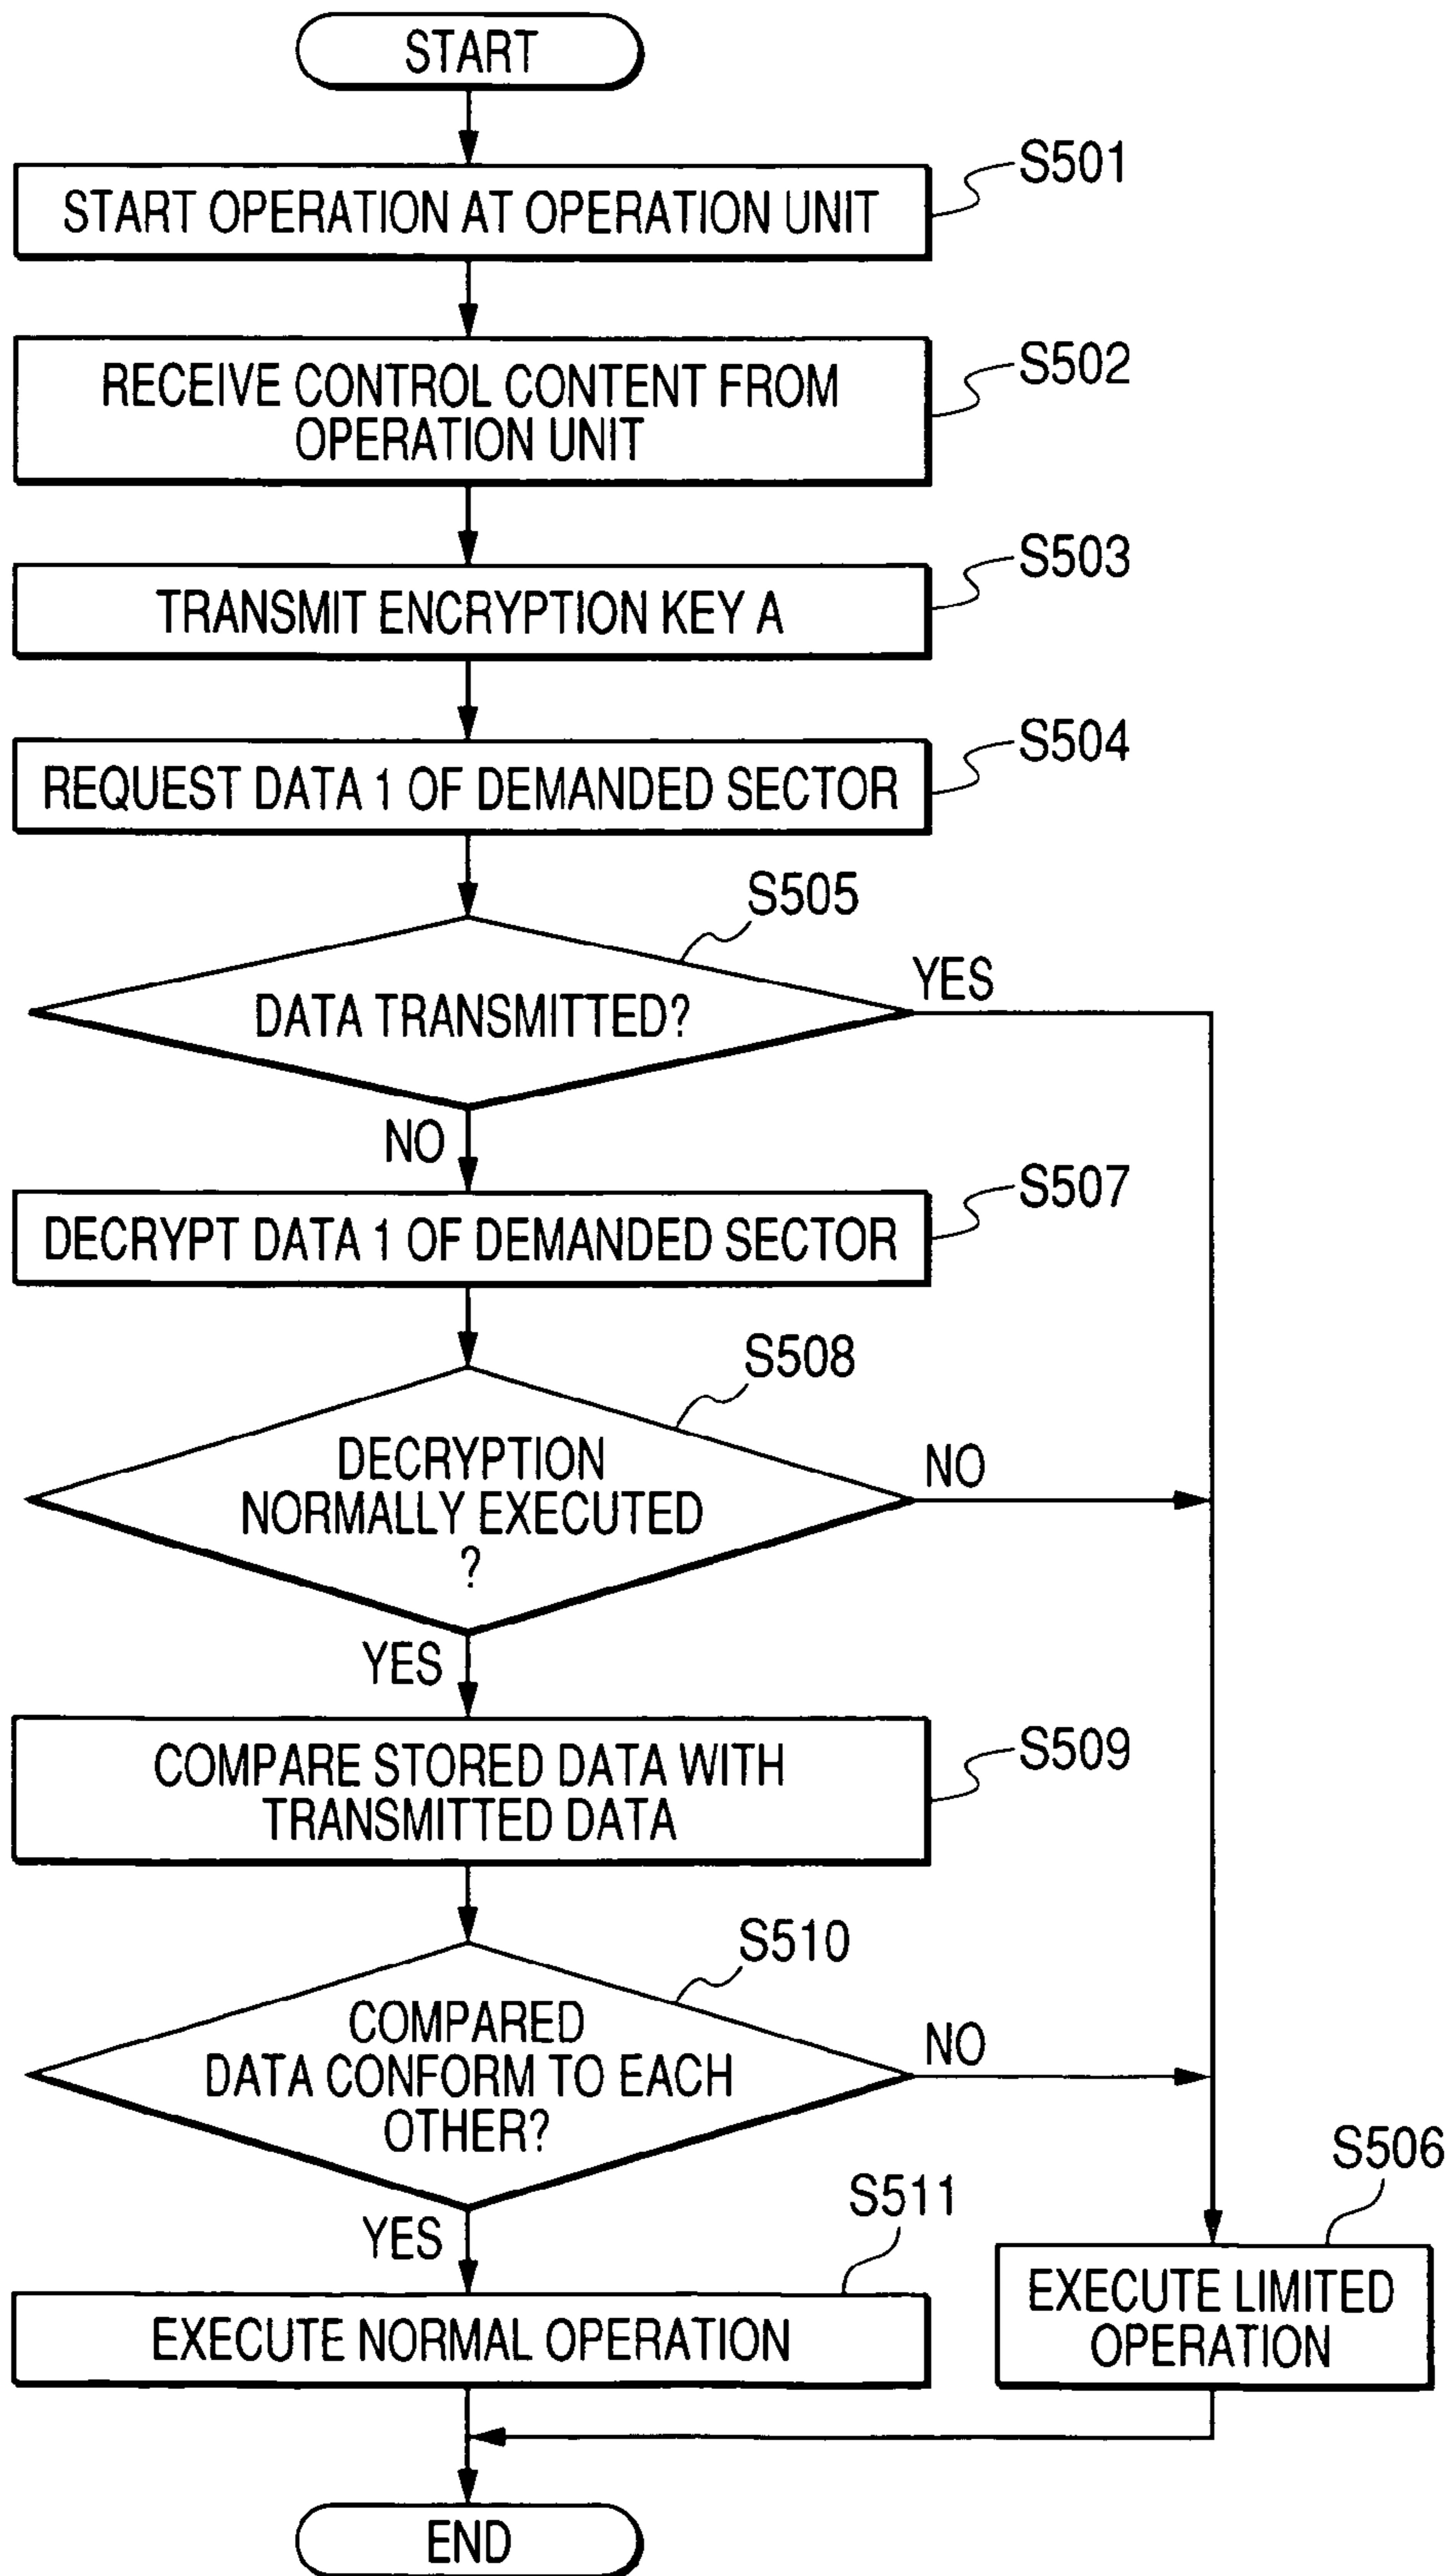 START
START OPERATION AT OPERATION UNIT
S501
RECEIVE CONTROL CONTENT FROM
OPERATION UNIT
S502
TRANSMIT ENCRYPTION KEY A
S503
REQUEST DATA 1 OF DEMANDED SECTOR
S504
S505
DATA TRANSMITTED?
YES
NO
DECRYPT DATA 1 OF DEMANDED SECTOR
S507
S508
DECRYPTION
NORMALLY EXECUTED
?
NO
YES
COMPARE STORED DATA WITH
TRANSMITTED DATA
S509
S510
COMPARED
DATA CONFORM TO EACH
OTHER?
NO
YES
S511
EXECUTE NORMAL OPERATION
S506
EXECUTE LIMITED
OPERATION
END